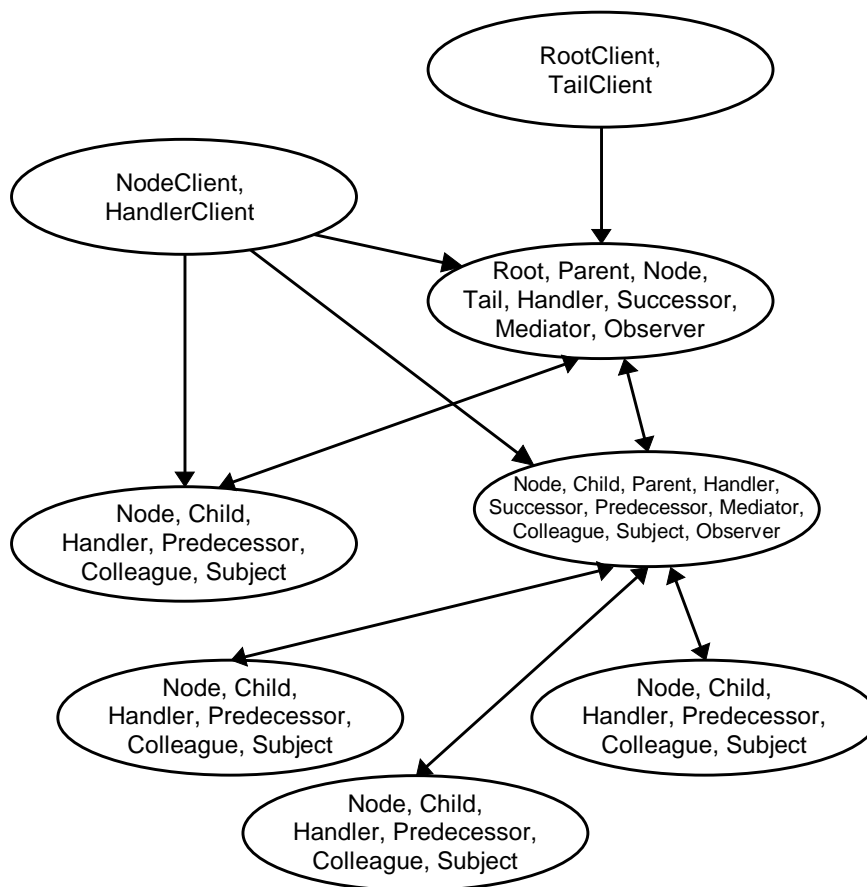 RootClient,
TailClient
NodeClient,
HandlerClient
Root, Parent, Node,
Tail, Handler, Successor,
Mediator, Observer
Node, Child, Parent, Handler,
Successor, Predecessor, Mediator,
Colleague, Subject, Observer
Node, Child,
Handler, Predecessor,
Colleague, Subject
Node, Child,
Handler, Predecessor,
Colleague, Subject
Node, Child,
Handler, Predecessor,
Colleague, Subject
Node, Child,
Handler, Predecessor,
Colleague, Subject